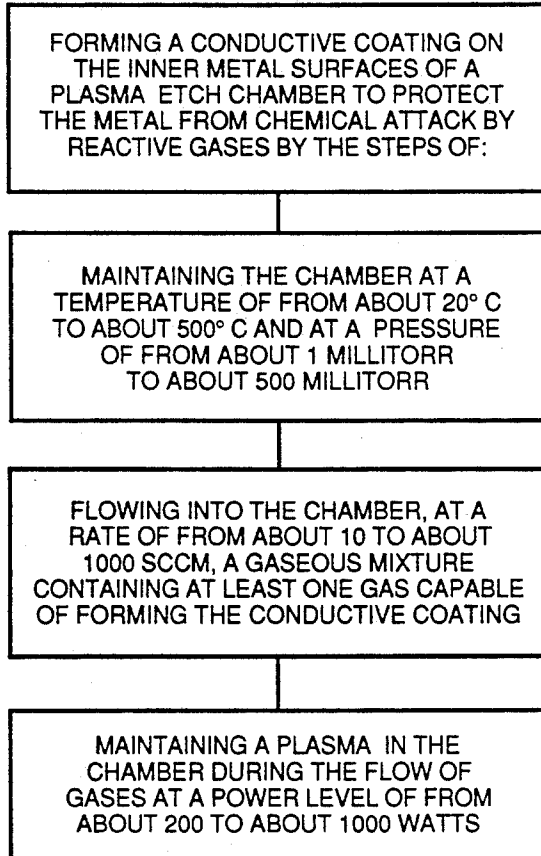 FORMING A CONDUCTIVE COATING ON
THE INNER METAL SURFACES OF A
PLASMA ETCH CHAMBER TO PROTECT
THE METAL FROM CHEMICAL ATTACK BY
REACTIVE GASES BY THE STEPS OF:
MAINTAINING THE CHAMBER AT A
TEMPERATURE OF FROM ABOUT 20° C
TO ABOUT 500° C AND AT A PRESSURE
OF FROM ABOUT 1 MILLITORR
TO ABOUT 500 MILLITORR
FLOWING INTO THE CHAMBER, AT A
RATE OF FROM ABOUT 10 TO ABOUT
1000 SCCM, A GASEOUS MIXTURE
CONTAINING AT LEAST ONE GAS CAPABLE
OF FORMING THE CONDUCTIVE COATING
MAINTAINING A PLASMA IN THE
CHAMBER DURING THE FLOW OF
GASES AT A POWER LEVEL OF FROM
ABOUT 200 TO ABOUT 1000 WATTS